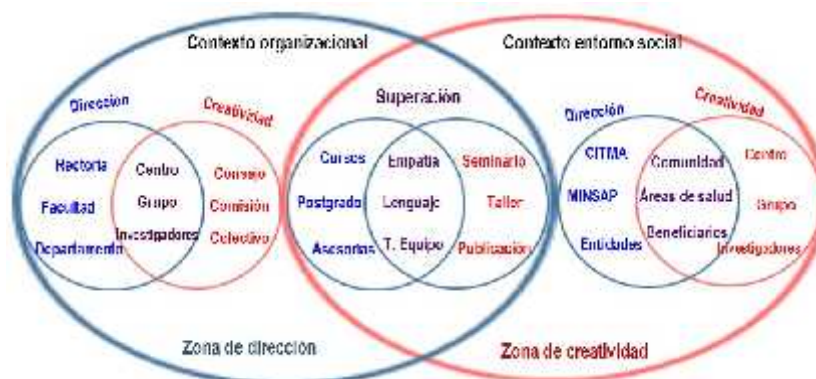 Contexto organizacional
Contexto entorno social
Dirección
Creatividad
Superación
Dirección
Creatividad
Rectoría
Facultad
Departamento
Centro
Grupo
Investigadores
Consejo
Comisión
Colectivo
Cursos
Postgrado
Asesorías
Empatía
Lenguaje
T. Equipo
Seminario
Taller
Publicación
CITMA
MINSAP
Entidades
Comunidad
Áreas de salud
Beneficiarios
Centro
Grupo
Investigadores
Zona de dirección
Zona de creatividad